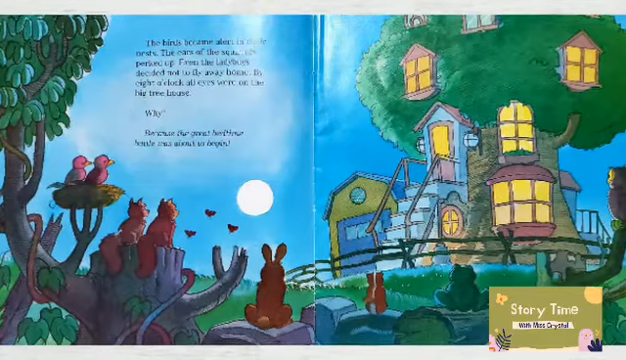 The birds became alert in their
nests. The ears of the squirrels
perked up. Even the ladybugs
decided not to fly away home. By
eight o'clock all eyes were on the
big tree house.
Why?
Because the great bedtime
battle was about to begin!
Story Time
With Miss Crystal